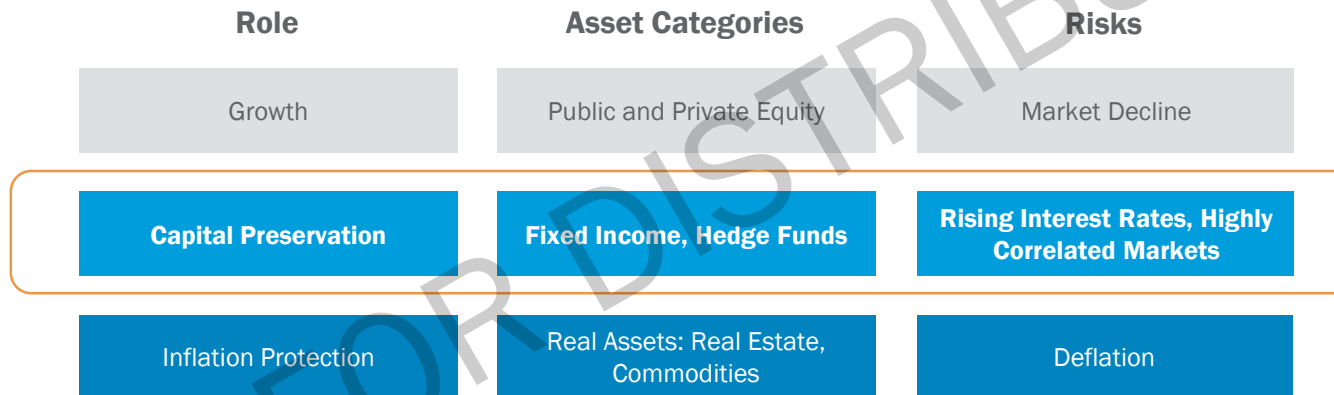 Role Asset Categories Risks
Growth Public and Private Equity Market Decline
Capital Preservation Fixed Income, Hedge Funds Rising Interest Rates, Highly
Correlated Markets
Inflation Protection Real Assets: Real Estate,
Commodities Deflation
FOR DISTRIBU